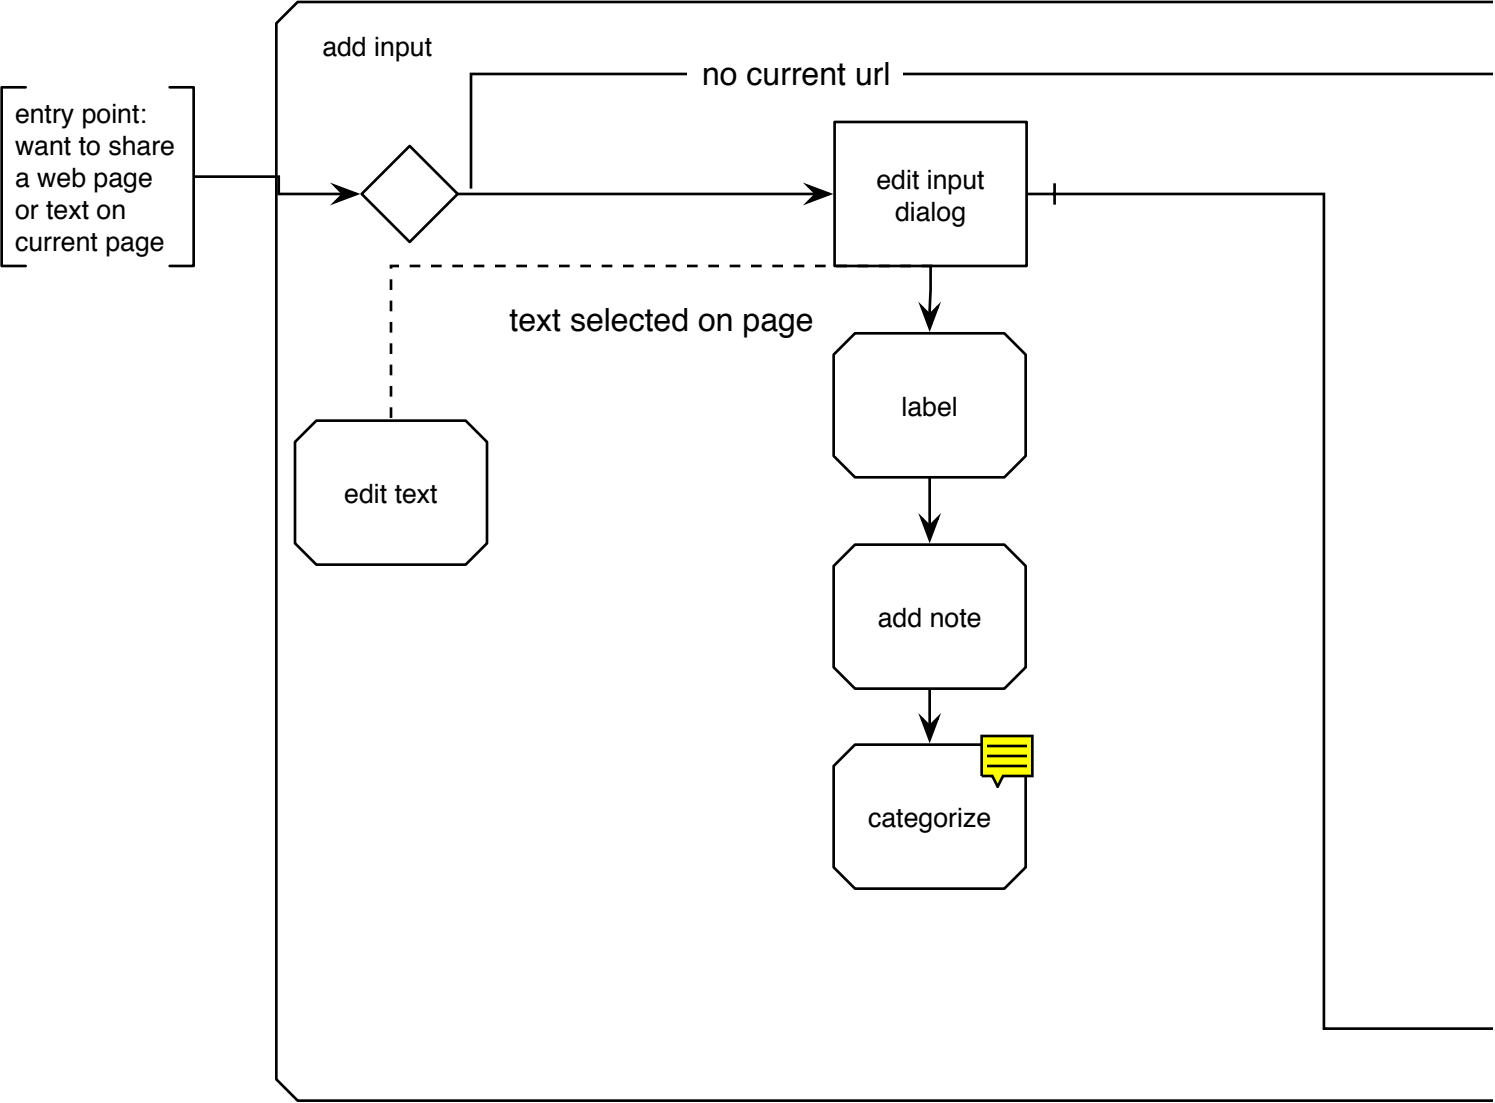 add input
no current url
entry point:
want to share
a web page
or text on
current page
edit input
dialog
text selected on page
label
edit text
add note
categorize